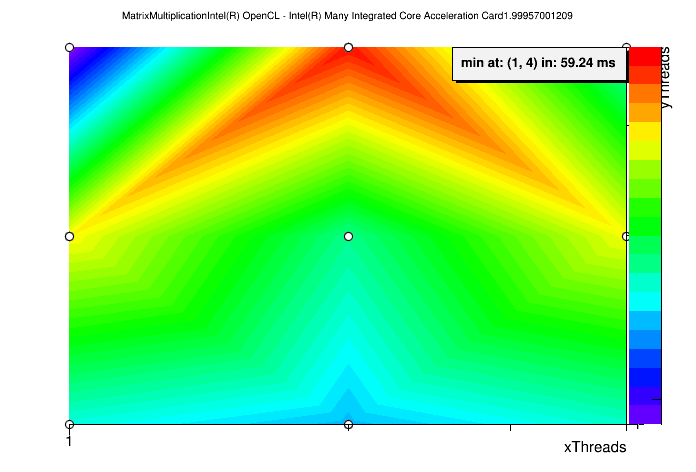 MatrixMultiplicationIntel(R) OpenCL - Intel(R) Many Integrated Core Acceleration Card1.99957001209
min at: (1, 4) in: 59.24 ms
yThreads
1
xThreads